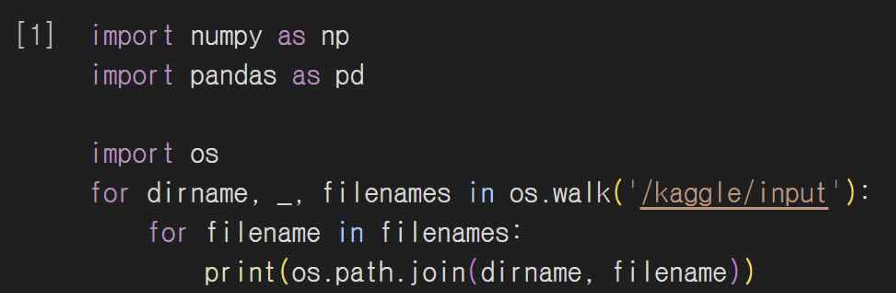 [1] import numpy as np
import pandas as pd
import os
for dirname, _, filenames in os.walk('/kaggle/input'):
for filename in filenames:
print(os.path.join(dirname, filename))